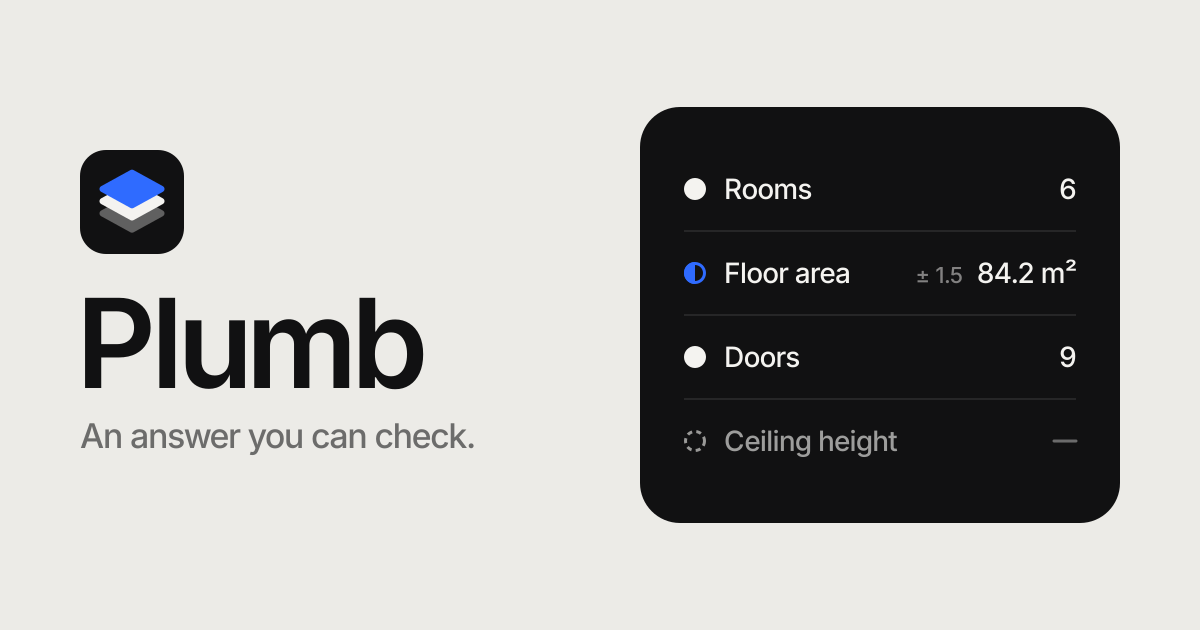 Plumb
An answer you can check.
Rooms 6
Floor area ± 1.5 84.2 m²
Doors 9
Ceiling height —